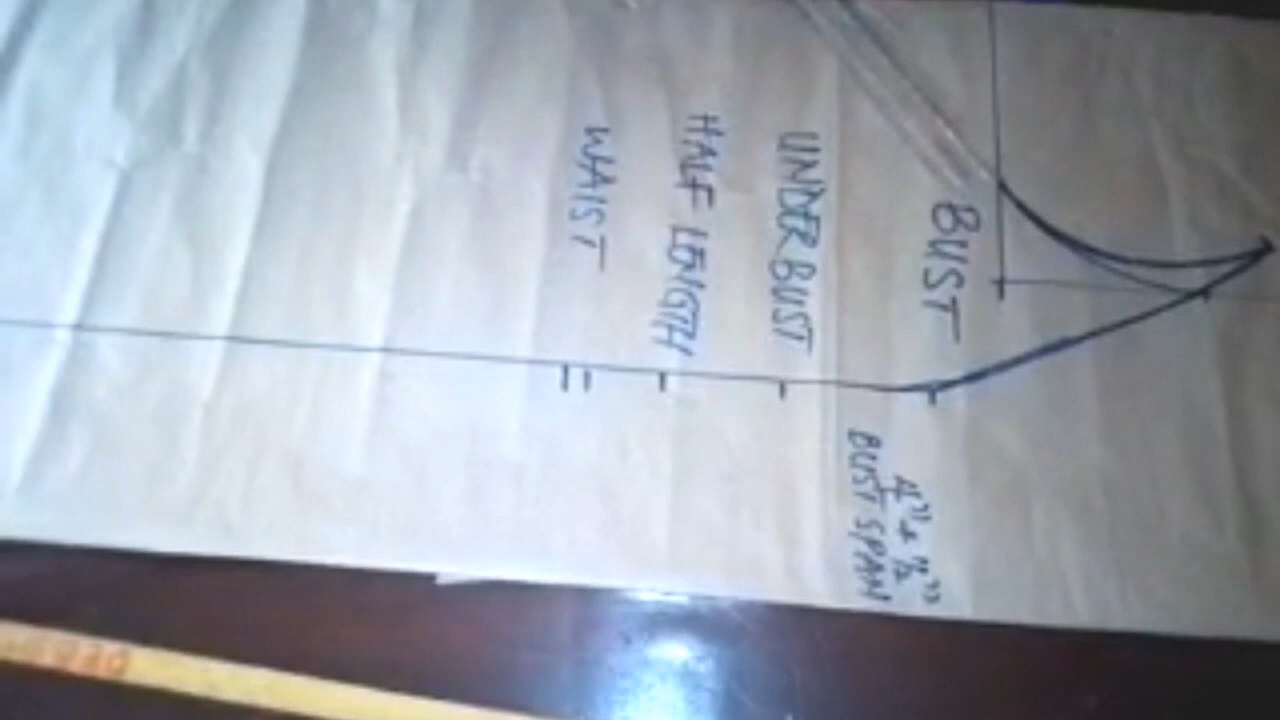 BUST
4" + 1/2"
BUST SPAN
UNDER BUST
HALF LENGTH
WAIST